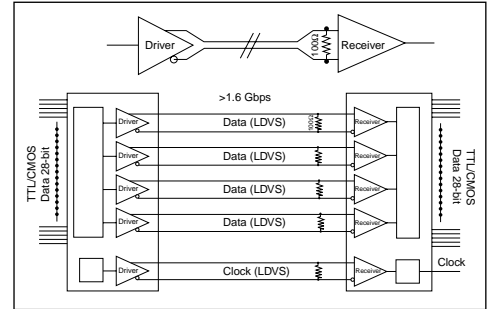 Driver
100Ω
Receiver
>1.6 Gbps
Driver
Data (LDVS)
100Ω
Receiver
Driver
Data (LDVS)
Receiver
Driver
Data (LDVS)
Receiver
Driver
Data (LDVS)
Receiver
Driver
Clock (LDVS)
Receiver
Clock
TTL/CMOS
Data 28-bit
TTL/CMOS
Data 28-bit